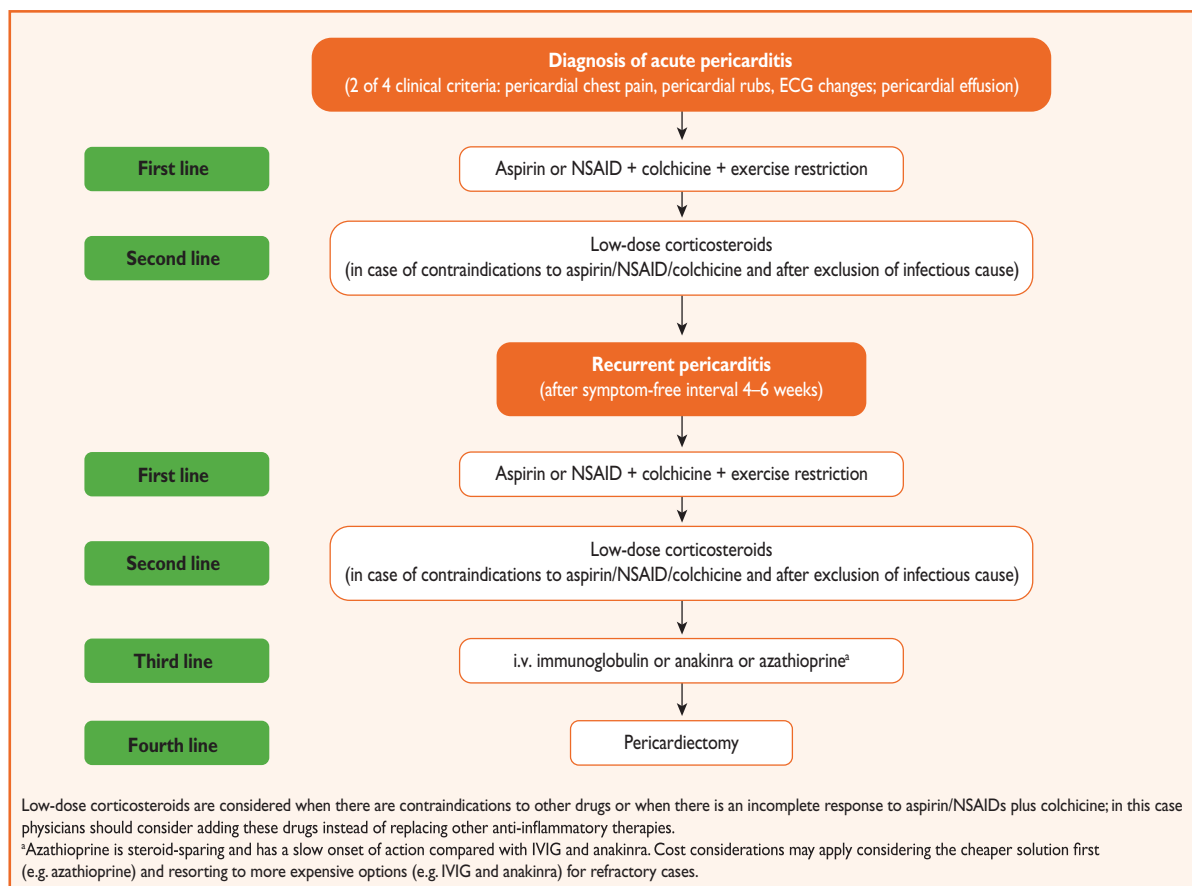 Diagnosis of acute pericarditis
(2 of 4 clinical criteria: pericardial chest pain, pericardial rubs, ECG changes; pericardial effusion)
First line
Aspirin or NSAID + colchicine + exercise restriction
Second line
Low-dose corticosteroids
(in case of contraindications to aspirin/NSAID/colchicine and after exclusion of infectious cause)
Recurrent pericarditis
(after symptom-free interval 4–6 weeks)
First line
Aspirin or NSAID + colchicine + exercise restriction
Second line
Low-dose corticosteroids
(in case of contraindications to aspirin/NSAID/colchicine and after exclusion of infectious cause)
Third line
i.v. immunoglobulin or anakinra or azathioprineᵃ
Fourth line
Pericardiectomy
Low-dose corticosteroids are considered when there are contraindications to other drugs or when there is an incomplete response to aspirin/NSAIDs plus colchicine; in this case
physicians should consider adding these drugs instead of replacing other anti-inflammatory therapies.
ᵃAzathioprine is steroid-sparing and has a slow onset of action compared with IVIG and anakinra. Cost considerations may apply considering the cheaper solution first
(e.g. azathioprine) and resorting to more expensive options (e.g. IVIG and anakinra) for refractory cases.